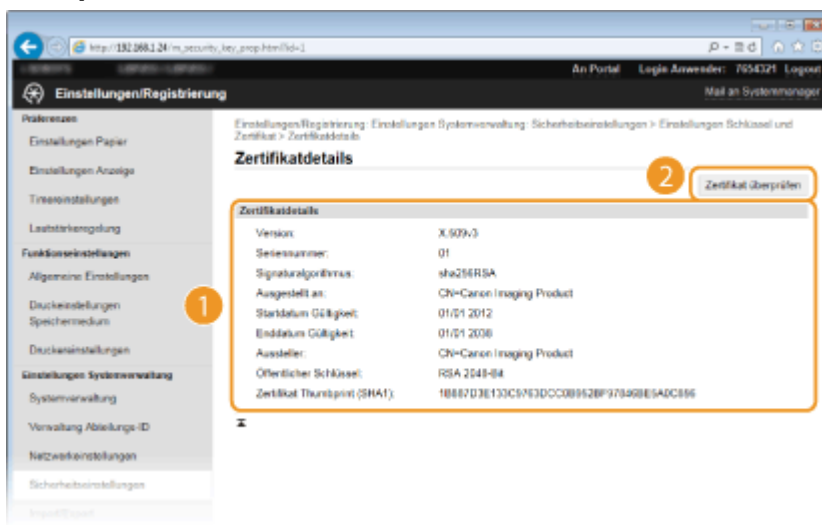 http://192.168.1.24/m_security_key_prop.html?id=1
An Portal Login Anwender: 7654321 Logout
Einstellungen/Registrierung
Mail an Systemmanager
Präferenzen
Einstellungen Papier
Einstellungen Anzeige
Timereinstellungen
Lautstärkeregelung
Funktionseinstellungen
Allgemeine Einstellungen
Druckeinstellungen
Speichermedium
Druckereinstellungen
Einstellungen Systemverwaltung
Systemverwaltung
Verwaltung Abteilungs-ID
Netzwerkeinstellungen
Sicherheitseinstellungen
Import/Export
Einstellungen/Registrierung: Einstellungen Systemverwaltung: Sicherheitseinstellungen > Einstellungen Schlüssel und
Zertifikat > Zertifikatdetails
Zertifikatdetails
2
Zertifikat überprüfen
1
Zertifikatdetails
Version: X.509v3
Seriennummer: 01
Signaturalgorithmus: sha256RSA
Ausgestellt an: CN=Canon Imaging Product
Startdatum Gültigkeit: 01/01 2012
Enddatum Gültigkeit: 01/01 2038
Aussteller: CN=Canon Imaging Product
Öffentlicher Schlüssel: RSA 2048-Bit
Zertifikat Thumbprint (SHA1):